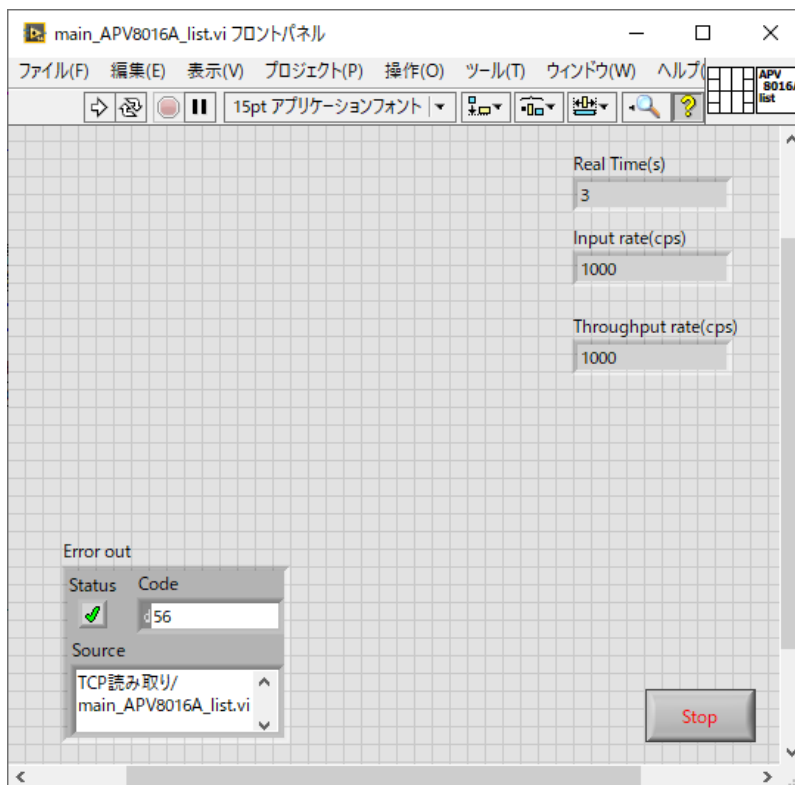 main_APV8016A_list.vi フロントパネル
ファイル(F) 編集(E) 表示(V) プロジェクト(P) 操作(O) ツール(T) ウィンドウ(W) ヘルプ(
APV
8016A
list
15pt アプリケーションフォント
Real Time(s)
3
Input rate(cps)
1000
Throughput rate(cps)
1000
Error out
Status Code
d 56
Source
TCP読み取り/
main_APV8016A_list.vi
Stop